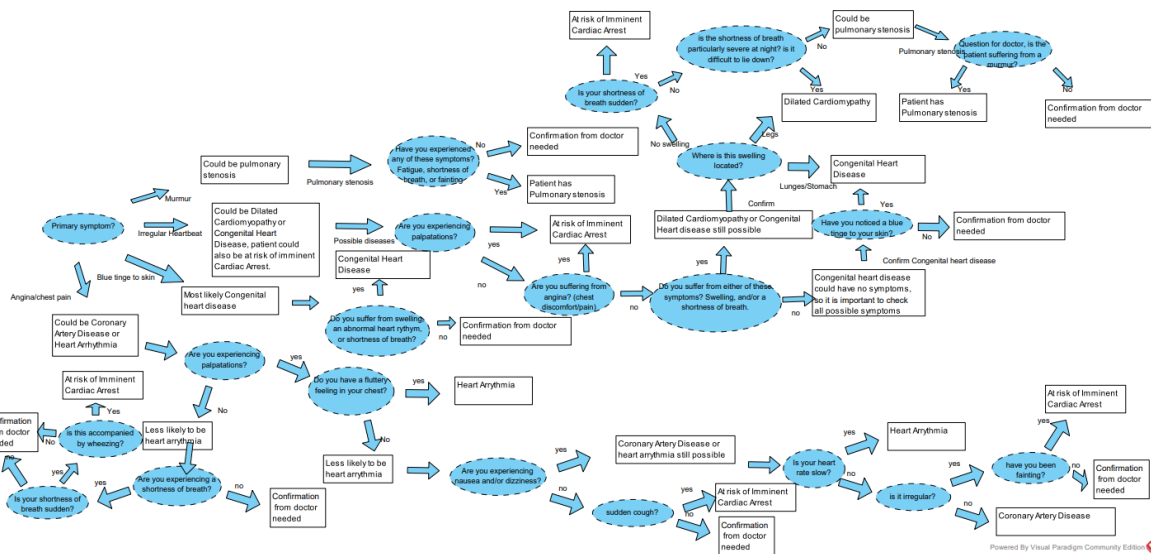 At risk of Imminent
Cardiac Arrest
is the shortness of breath
particularly severe at night? is it
difficult to lie down?
Could be
pulmonary stenosis
No
Pulmonary stenosis
Question for doctor, is the
patient suffering from a
murmur?
Yes
No
Is your shortness of
breath sudden?
Yes
No
Dilated Cardiomypathy
Patient has
Pulmonary stenosis
Yes
No
Confirmation from doctor
needed
No swelling
Legs
Where is this swelling
located?
Lunges/Stomach
Congenital Heart
Disease
Confirm
Yes
Have you experienced
any of these symptoms?
Fatigue, shortness of
breath, or fainting
No
Confirmation from doctor
needed
Yes
Patient has
Pulmonary stenosis
Could be pulmonary
stenosis
Pulmonary stenosis
Murmur
Primary symptom?
Irregular Heartbeat
Could be Dilated
Cardiomyopathy or
Congenital Heart
Disease, patient could
also be at risk of imminent
Cardiac Arrest.
Possible diseases
Are you experiencing
palpatations?
yes
no
At risk of Imminent
Cardiac Arrest
yes
Dilated Cardiomyopathy or Congenital
Heart disease still possible
Have you noticed a blue
tinge to your skin?
No
Confirmation from doctor
needed
Confirm Congenital heart disease
Blue tinge to skin
Most likely Congenital
heart disease
Congenital Heart
Disease
yes
Do you suffer from swelling
an abnormal heart rythym,
or shortness of breath?
no
Confirmation from doctor
needed
Are you suffering from
angina? (chest
discomfort/pain)
no
Do you suffer from either of these
symptoms? Swelling, and/or a
shortness of breath.
yes
no
Congenital heart disease
could have no symptoms,
so it is important to check
all possible symptoms
Angina/chest pain
Could be Coronary
Artery Disease or
Heart Arrhythmia
Are you experiencing
palpatations?
yes
No
Do you have a fluttery
feeling in your chest?
yes
Heart Arrythmia
No
At risk of Imminent
Cardiac Arrest
Yes
is this accompanied
by wheezing?
No
firmation
n doctor
ded
no
Less likely to be
heart arrythmia
Are you experiencing a
shortness of breath?
yes
no
Is your shortness of
breath sudden?
yes
Confirmation
from doctor
needed
Less likely to be
heart arrythmia
Are you experiencing
nausea and/or dizziness?
yes
no
Coronary Artery Disease or
heart arrythmia still possible
sudden cough?
yes
no
At risk of Imminent
Cardiac Arrest
Confirmation
from doctor
needed
Is your heart
rate slow?
yes
no
Heart Arrythmia
is it irregular?
yes
no
Coronary Artery Disease
have you been
fainting?
yes
no
At risk of Imminent
Cardiac Arrest
Confirmation
from doctor
needed
Powered By Visual Paradigm Community Edition